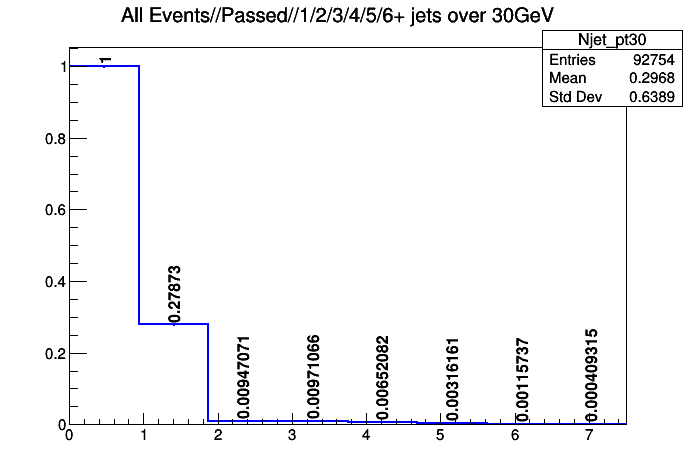 All Events//Passed//1/2/3/4/5/6+ jets over 30GeV
Njet_pt30
Entries 92754
Mean 0.2968
Std Dev 0.6389
1
0.8
0.6
0.4
0.2
0
1
0.27873
0.00947071
0.00971066
0.00652082
0.00316161
0.00115737
0.000409315
0 1 2 3 4 5 6 7